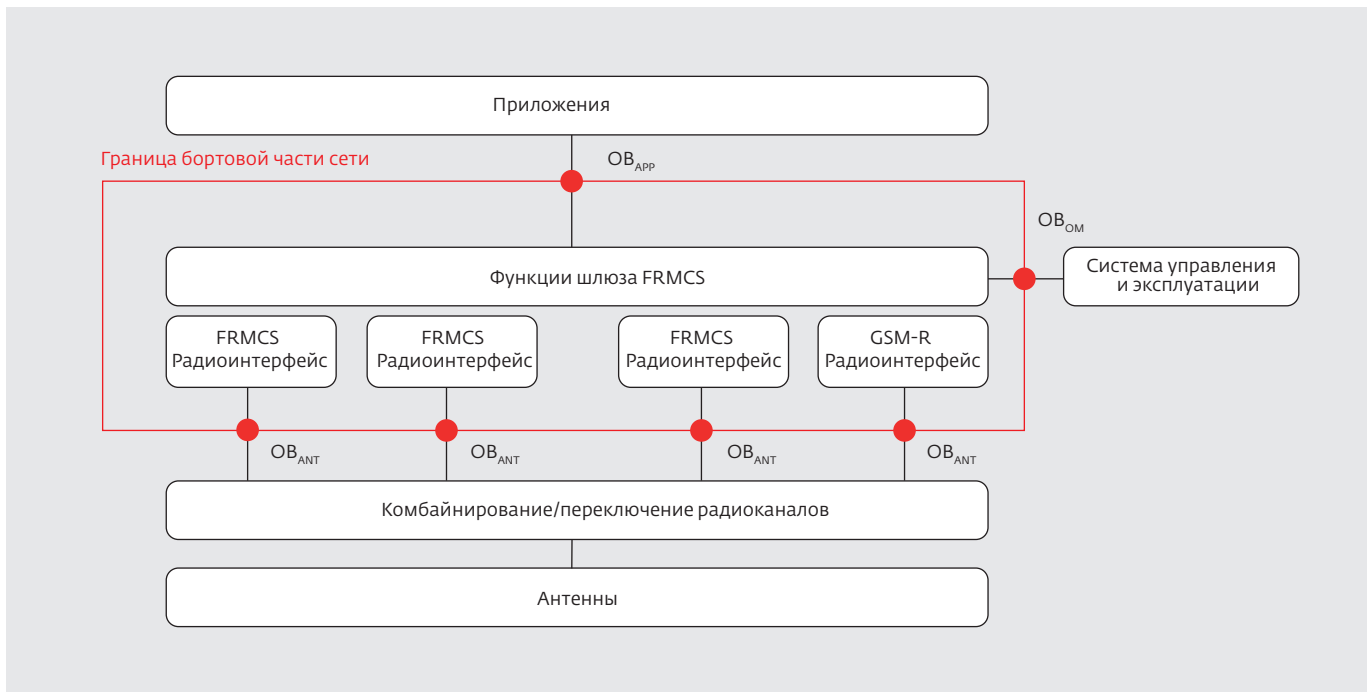 Приложения
Граница бортовой части сети
OB_APP
OB_OM
Функции шлюза FRMCS
Система управления
и эксплуатации
FRMCS
Радиоинтерфейс
FRMCS
Радиоинтерфейс
FRMCS
Радиоинтерфейс
GSM-R
Радиоинтерфейс
OB_ANT
OB_ANT
OB_ANT
OB_ANT
Комбайнирование/переключение радиоканалов
Антенны